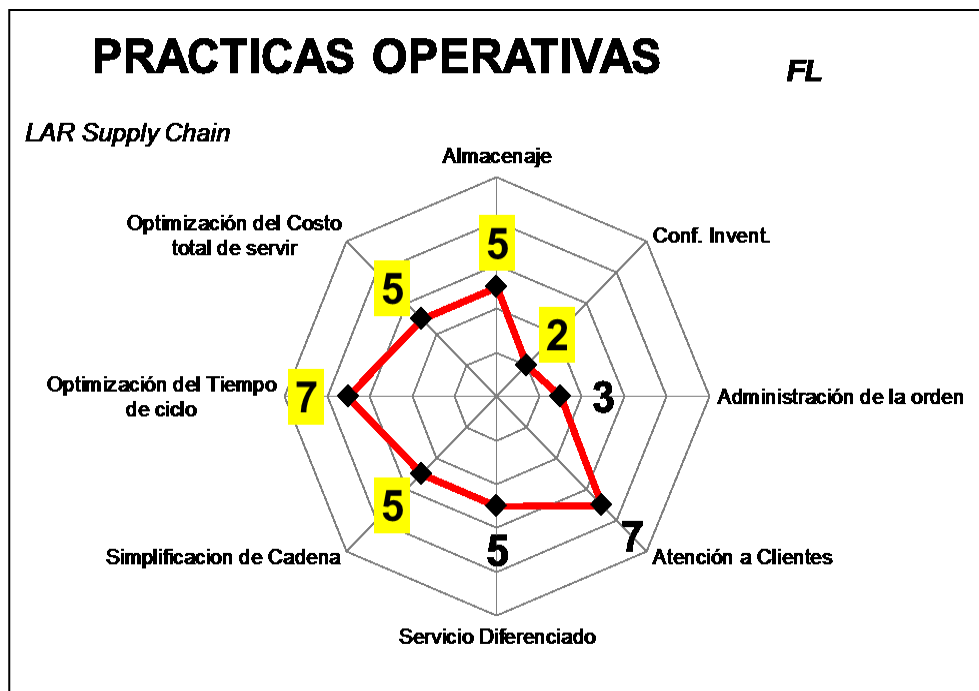 PRACTICAS OPERATIVAS
FL
LAR Supply Chain
Almacenaje
Optimización del Costo
total de servir
Conf. Invent.
5
5
2
Optimización del Tiempo
de ciclo
7
3
Administración de la orden
5
5
7
Simplificacion de Cadena
Atención a Clientes
Servicio Diferenciado